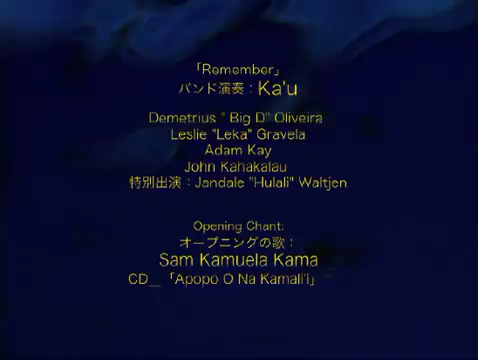 「Remember」
バンド演奏：Ka'u
Demetrius " Big D" Oliveira
Leslie "Leka" Gravela
Adam Kay
John Kahakalau
特別出演：Jandale "Hulali" Waltjen
Opening Chant:
オープニングの歌：
Sam Kamuela Kama
CD__「Apopo O Na Kamali'i」